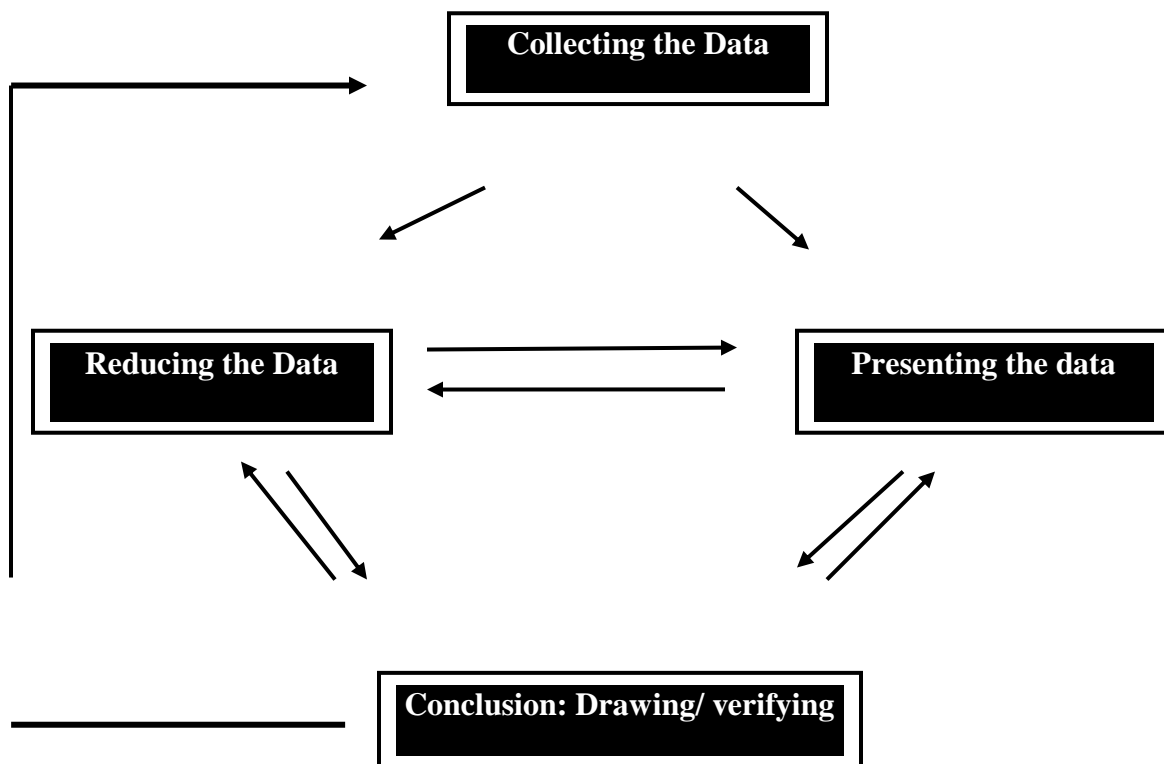 Collecting the Data
Reducing the Data
Presenting the data
Conclusion: Drawing/ verifying